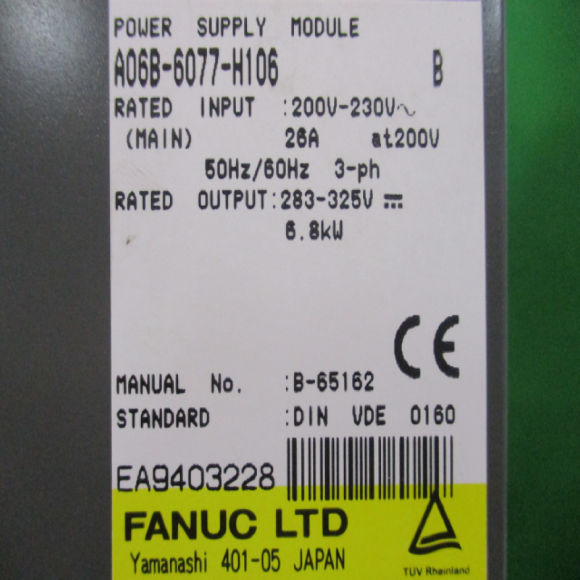 POWER SUPPLY MODULE
A06B-6077-H106 B
RATED INPUT :200V-230V~
(MAIN) 26A at200V
50Hz/60Hz 3-ph
RATED OUTPUT:283-325V ⎓
6.8kW
CE
MANUAL No. :B-65162
STANDARD :DIN VDE 0160
EA9403228
FANUC LTD
Yamanashi 401-05 JAPAN
TUV Rheinland